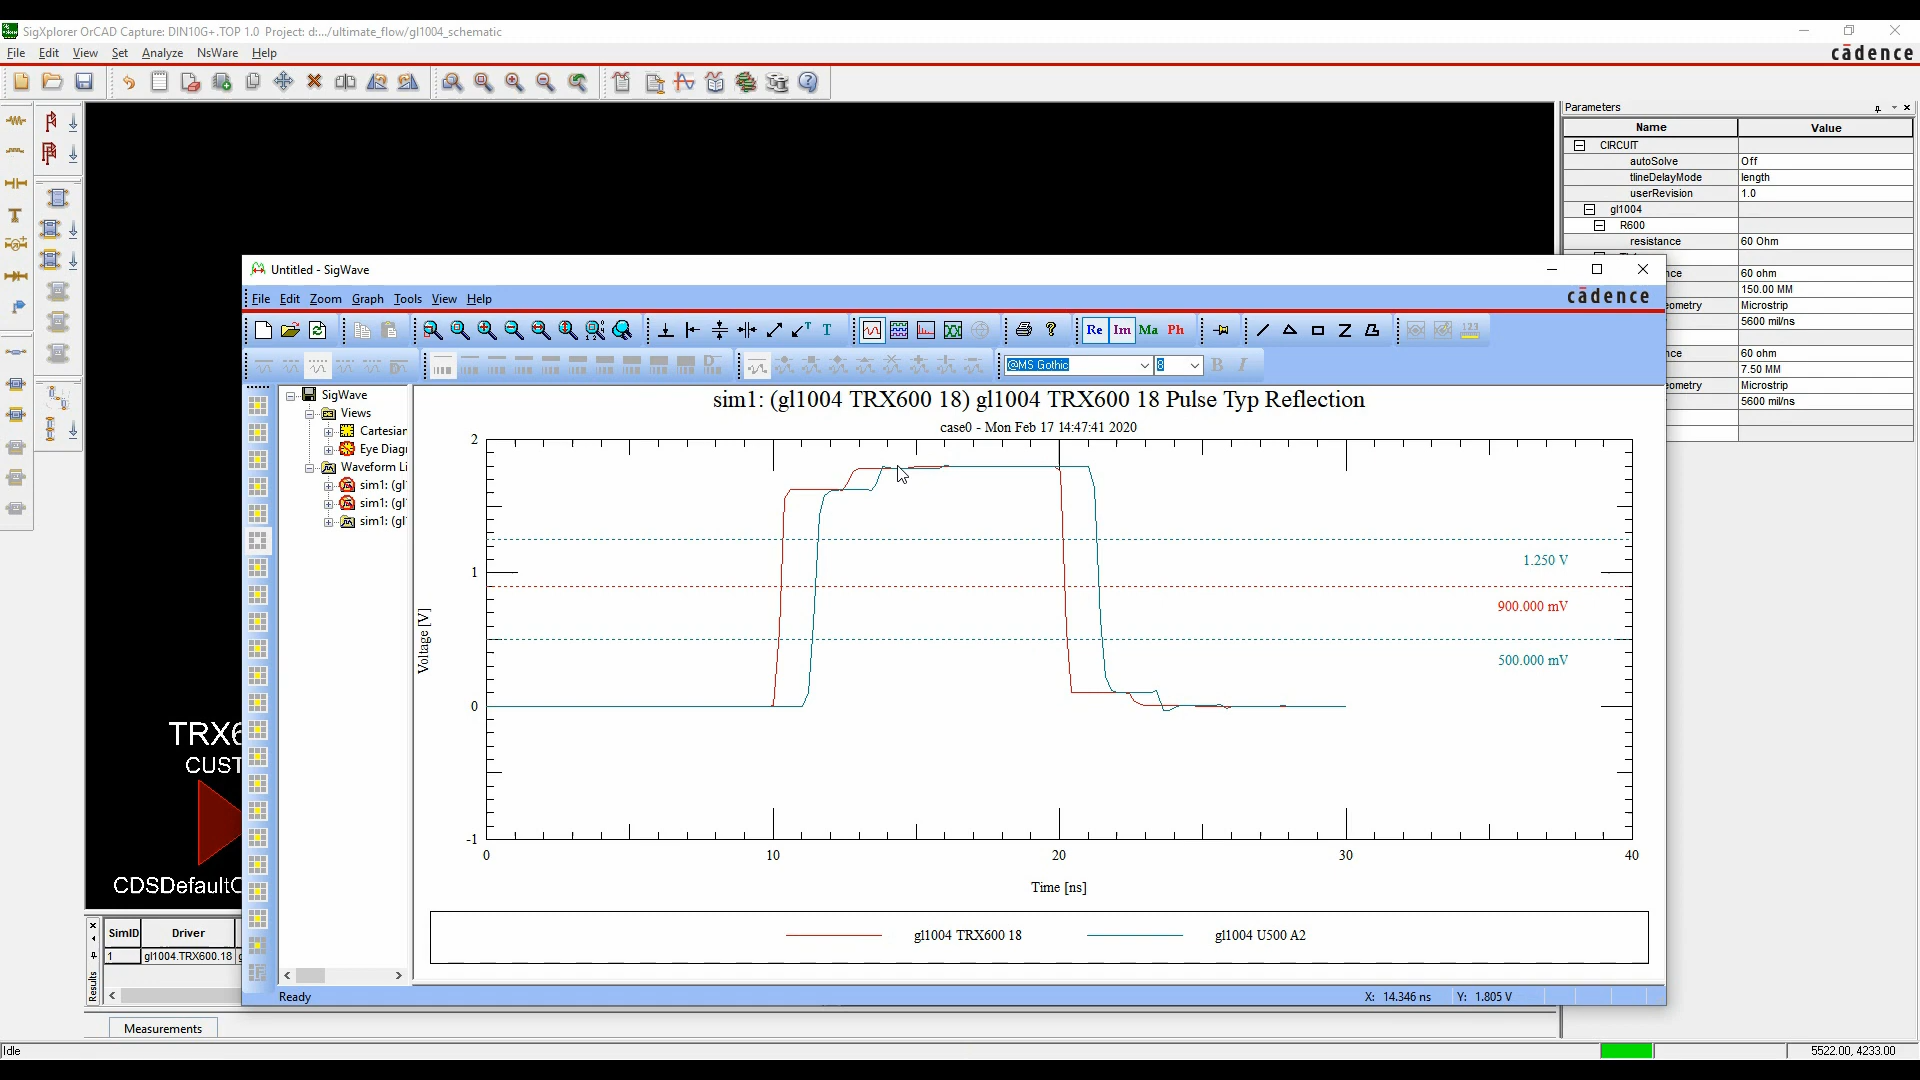 SigXplorer OrCAD Capture: DIN10G+.TOP 1.0 Project: d:.../ultimate_flow/gl1004_schematic
File Edit View Set Analyze NsWare Help
cādence
Parameters
Name Value
CIRCUIT
autoSolve Off
tlineDelayMode length
userRevision 1.0
gl1004
R600
resistance 60 Ohm
60 ohm
150.00 MM
Microstrip
5600 mil/ns
60 ohm
7.50 MM
Microstrip
5600 mil/ns
Untitled - SigWave
File Edit Zoom Graph Tools View Help
cādence
Re Im Ma Ph
@MS Gothic 8 B I
SigWave
Views
Cartesian
Eye Diagr
Waveform Li
sim1: (gl
sim1: (gl
sim1: (gl
sim1: (gl1004 TRX600 18) gl1004 TRX600 18 Pulse Typ Reflection
case0 - Mon Feb 17 14:47:41 2020
2
1
0
-1
Voltage [V]
1.250 V
900.000 mV
500.000 mV
0 10 20 30 40
Time [ns]
gl1004 TRX600 18 gl1004 U500 A2
Ready X: 14.346 ns Y: 1.805 V
TRX6
CUST
CDSDefaultO
Results
SimID Driver
1 gl1004.TRX600.18
Measurements
Idle 5522.00, 4233.00